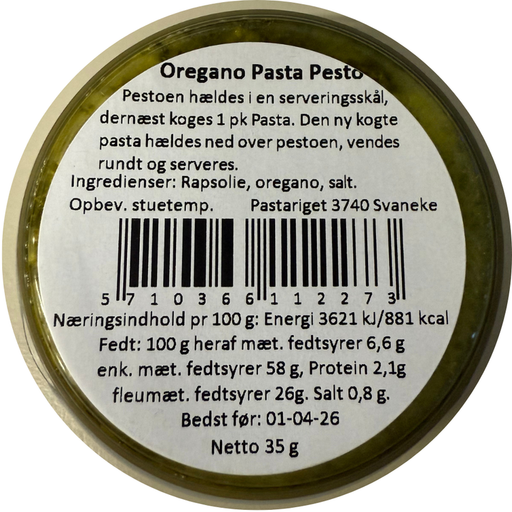 Oregano Pasta Pesto
Pestoen hældes i en serveringsskål,
dernæst koges 1 pk Pasta. Den ny kogte
pasta hældes ned over pestoen, vendes
rundt og serveres.
Ingredienser: Rapsolie, oregano, salt.
Opbev. stuetemp. Pastariget 3740 Svaneke
5 710366 112273
Næringsindhold pr 100 g: Energi 3621 kJ/881 kcal
Fedt: 100 g heraf mæt. fedtsyrer 6,6 g
enk. mæt. fedtsyrer 58 g, Protein 2,1g
fleumæt. fedtsyrer 26g. Salt 0,8 g.
Bedst før: 01-04-26
Netto 35 g